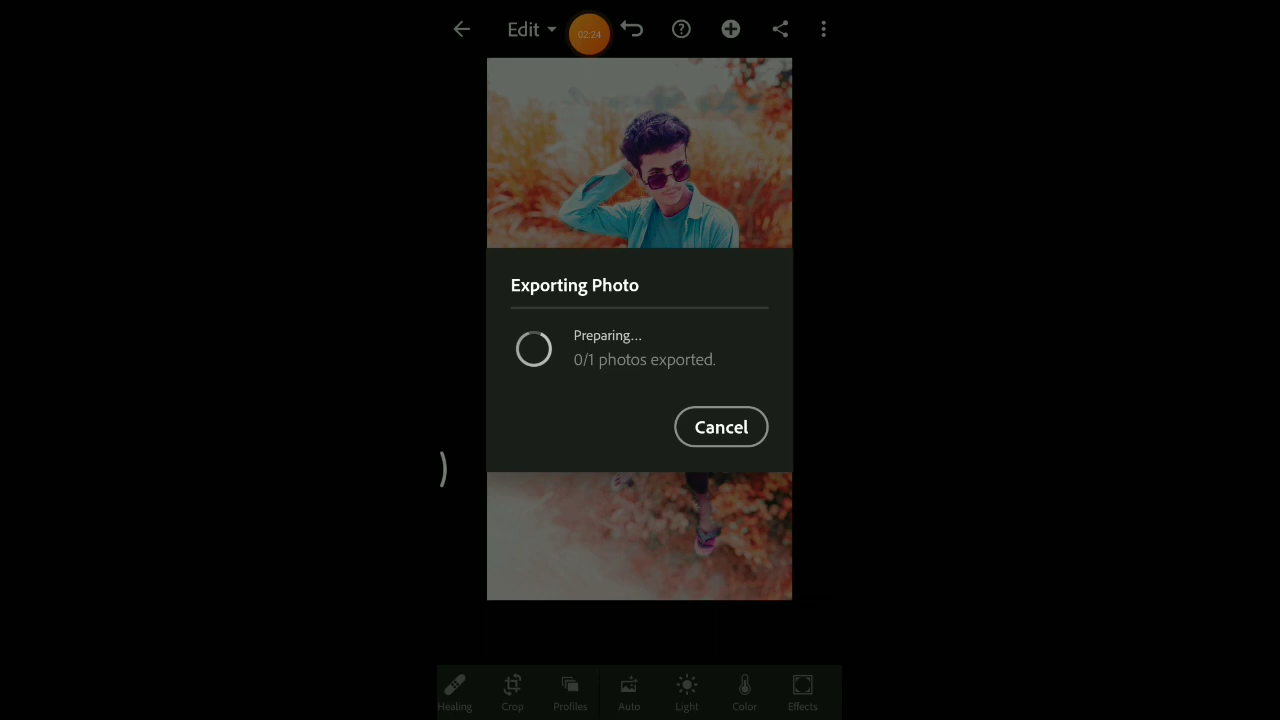 Edit
02:24
Exporting Photo
Preparing...
0/1 photos exported.
Cancel
Healing
Crop
Profiles
Auto
Light
Color
Effects